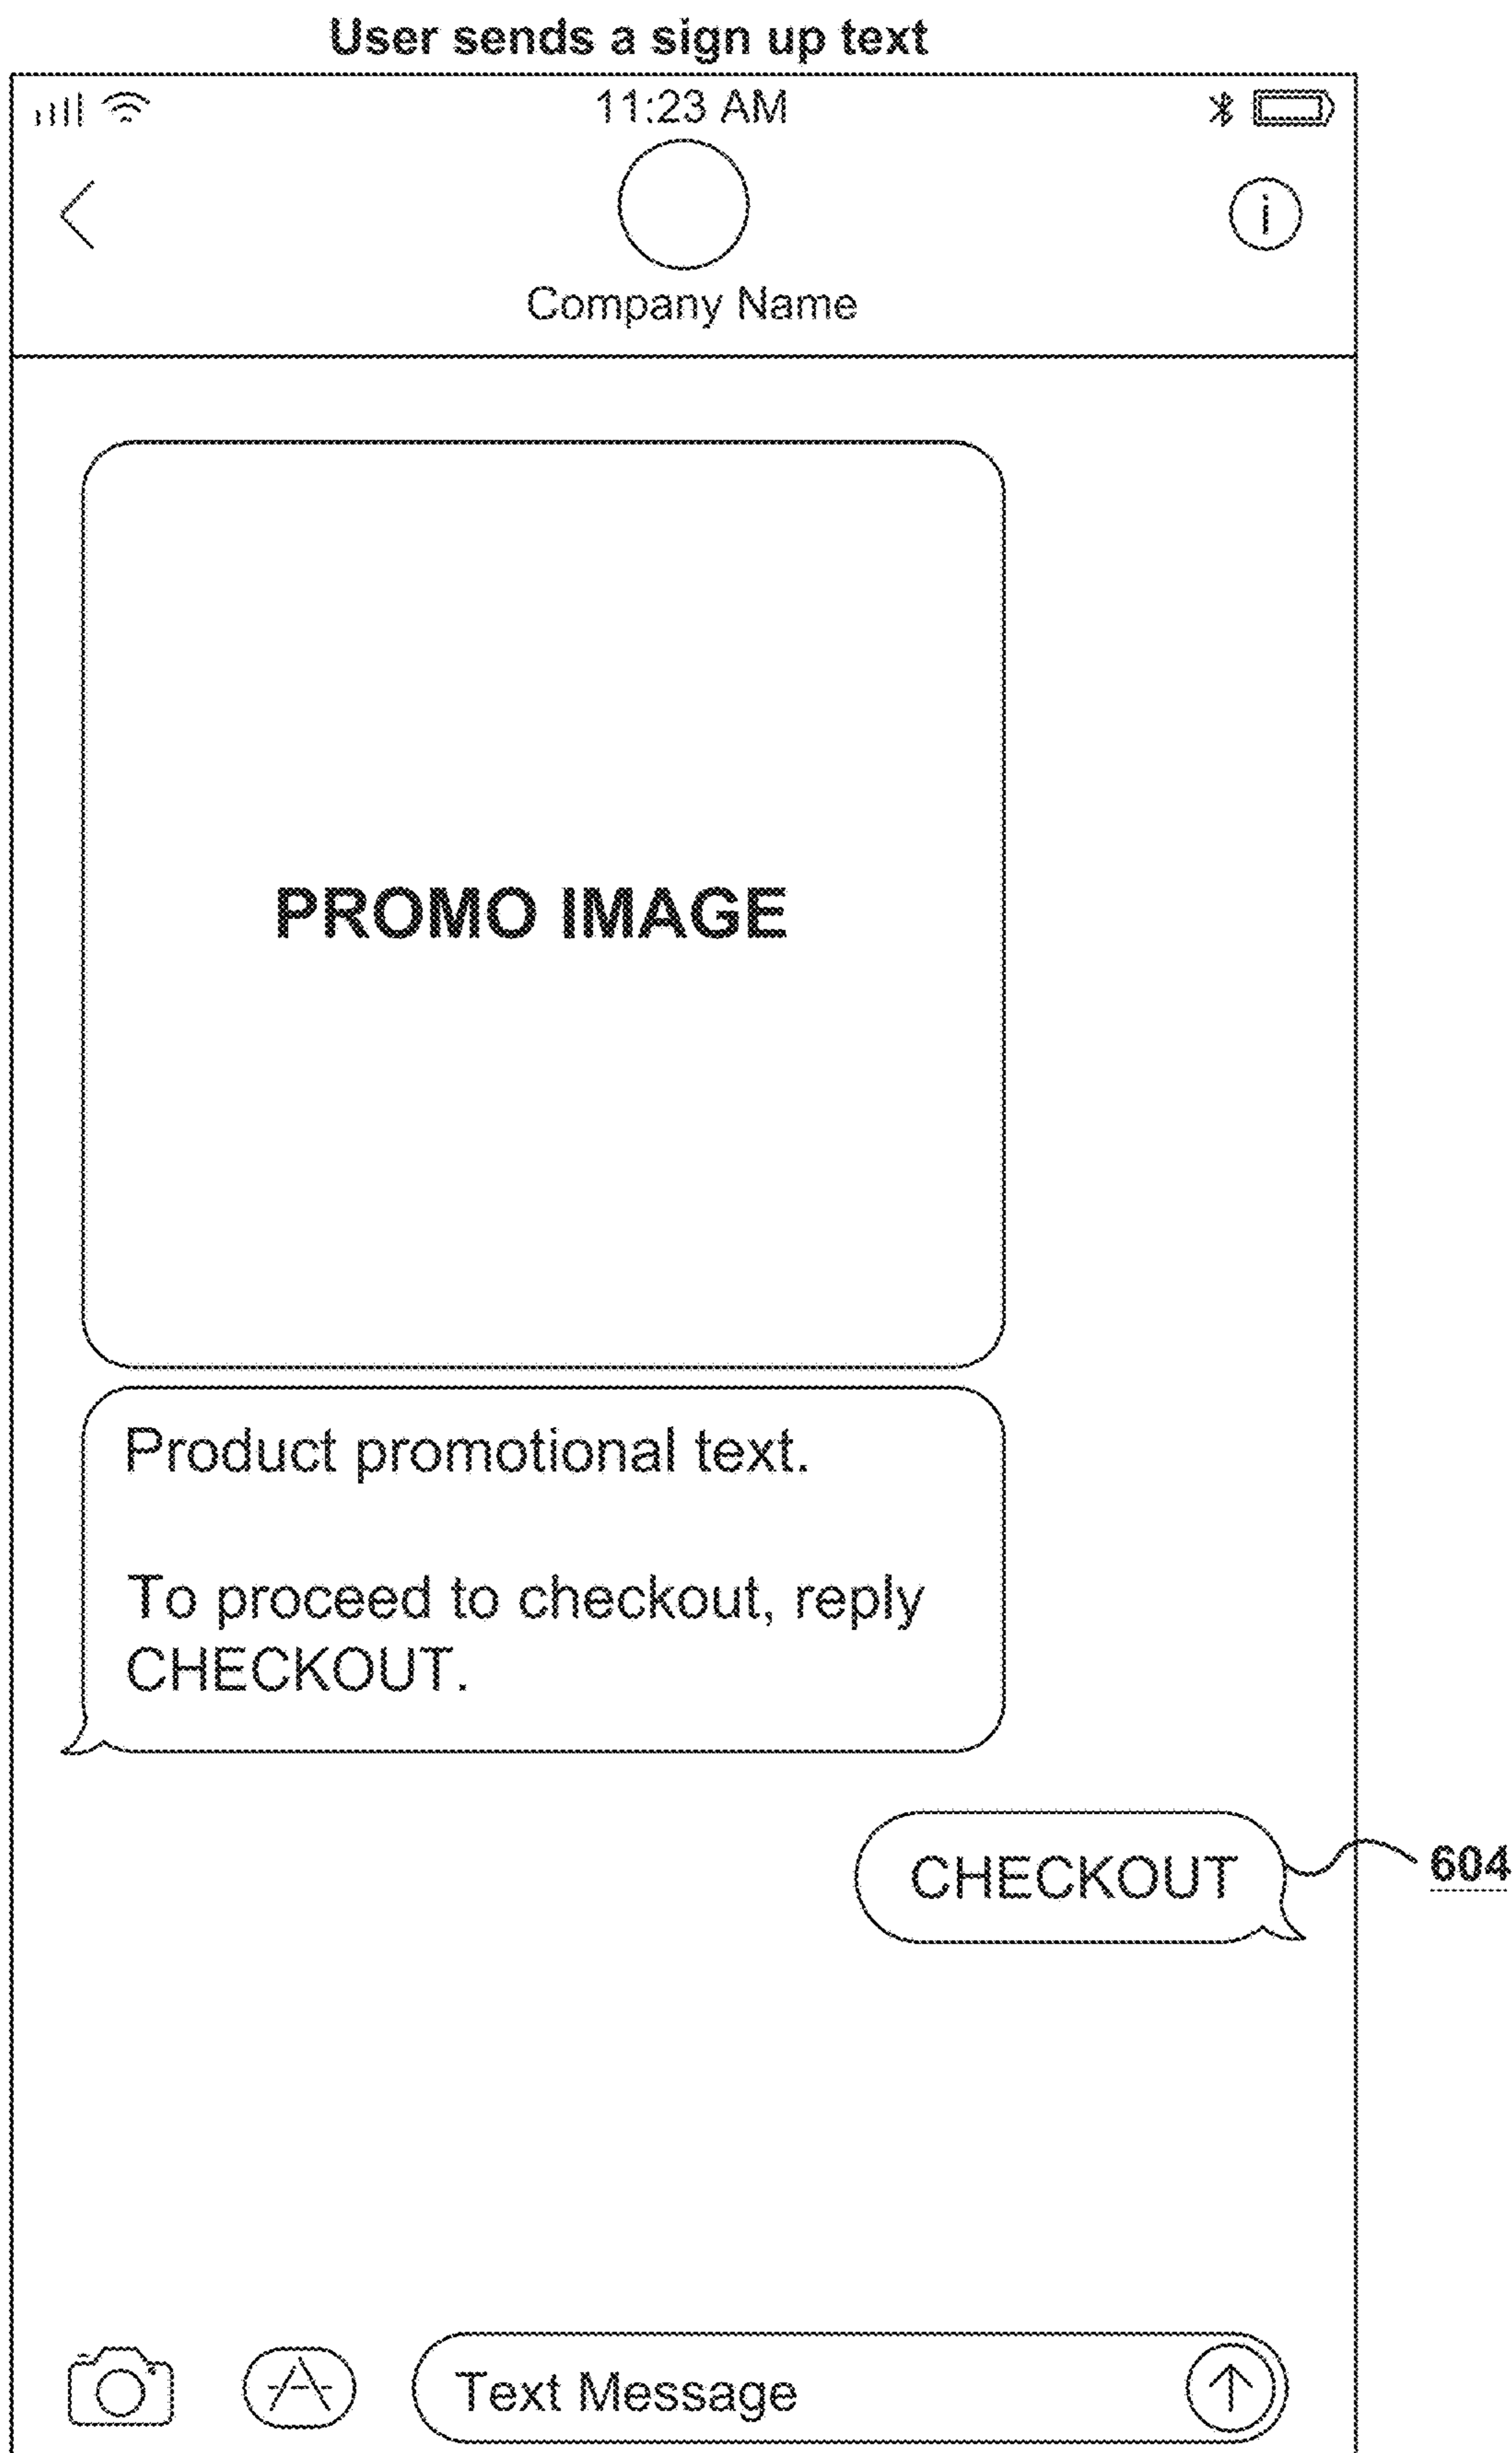 User sends a sign up text
11:23 AM
i
Company Name
PROMO IMAGE
Product promotional text.
To proceed to checkout, reply
CHECKOUT.
CHECKOUT
604
Text Message